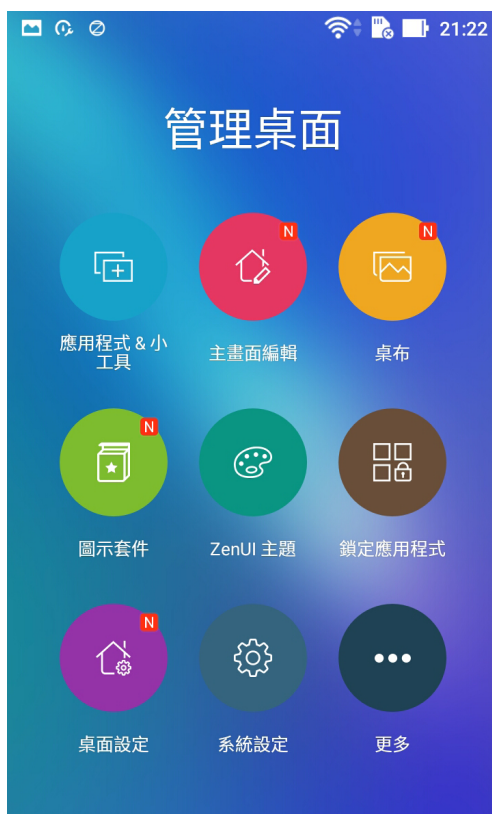 21:22
管理桌面
N
N
應用程式 & 小
工具
主畫面編輯
桌布
N
圖示套件
ZenUI 主題
鎖定應用程式
N
桌面設定
系統設定
更多